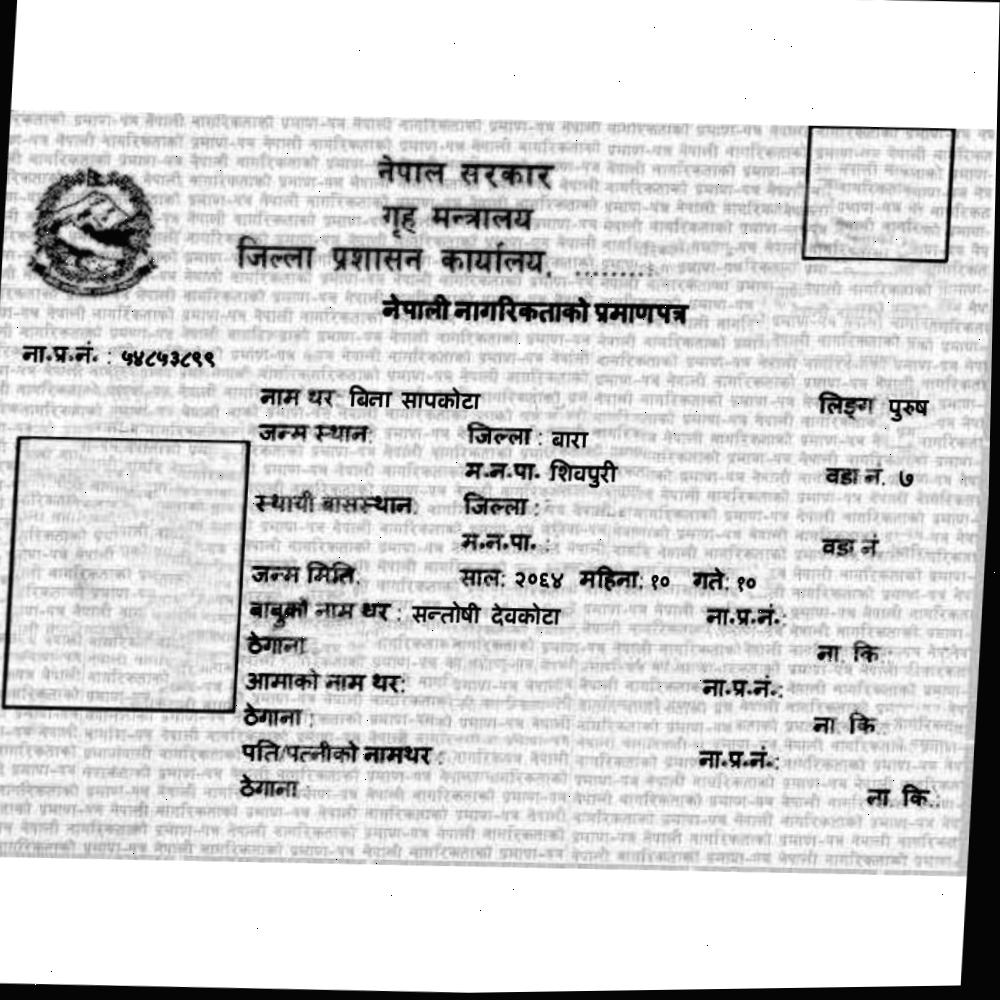 नेपाल सरकार
गृह मन्त्रालय
जिल्ला प्रशासन कार्यालय, ..........
नेपाली नागरिकताको प्रमाणपत्र
ना.प्र.नं. : ५४८५३८९९
नाम थर: बिना सापकोटा लिङ्ग पुरुष
जन्म स्थान: जिल्ला : बारा
म.न.पा. शिवपुरी वडा नं. ७
स्थायी बासस्थान: जिल्ला :
म.न.पा. : वडा नं
जन्म मिति: साल: २०६४ महिना: १० गते: १०
बाबुको नाम थर : सन्तोषी देवकोटा ना.प्र.नं.:
ठेगाना ना कि.:
आमाको नाम थर: ना.प्र.नं.:
ठेगाना : ना कि.:
पति/पत्नीको नामथर : ना.प्र.नं.:
ठेगाना : ना. कि.: